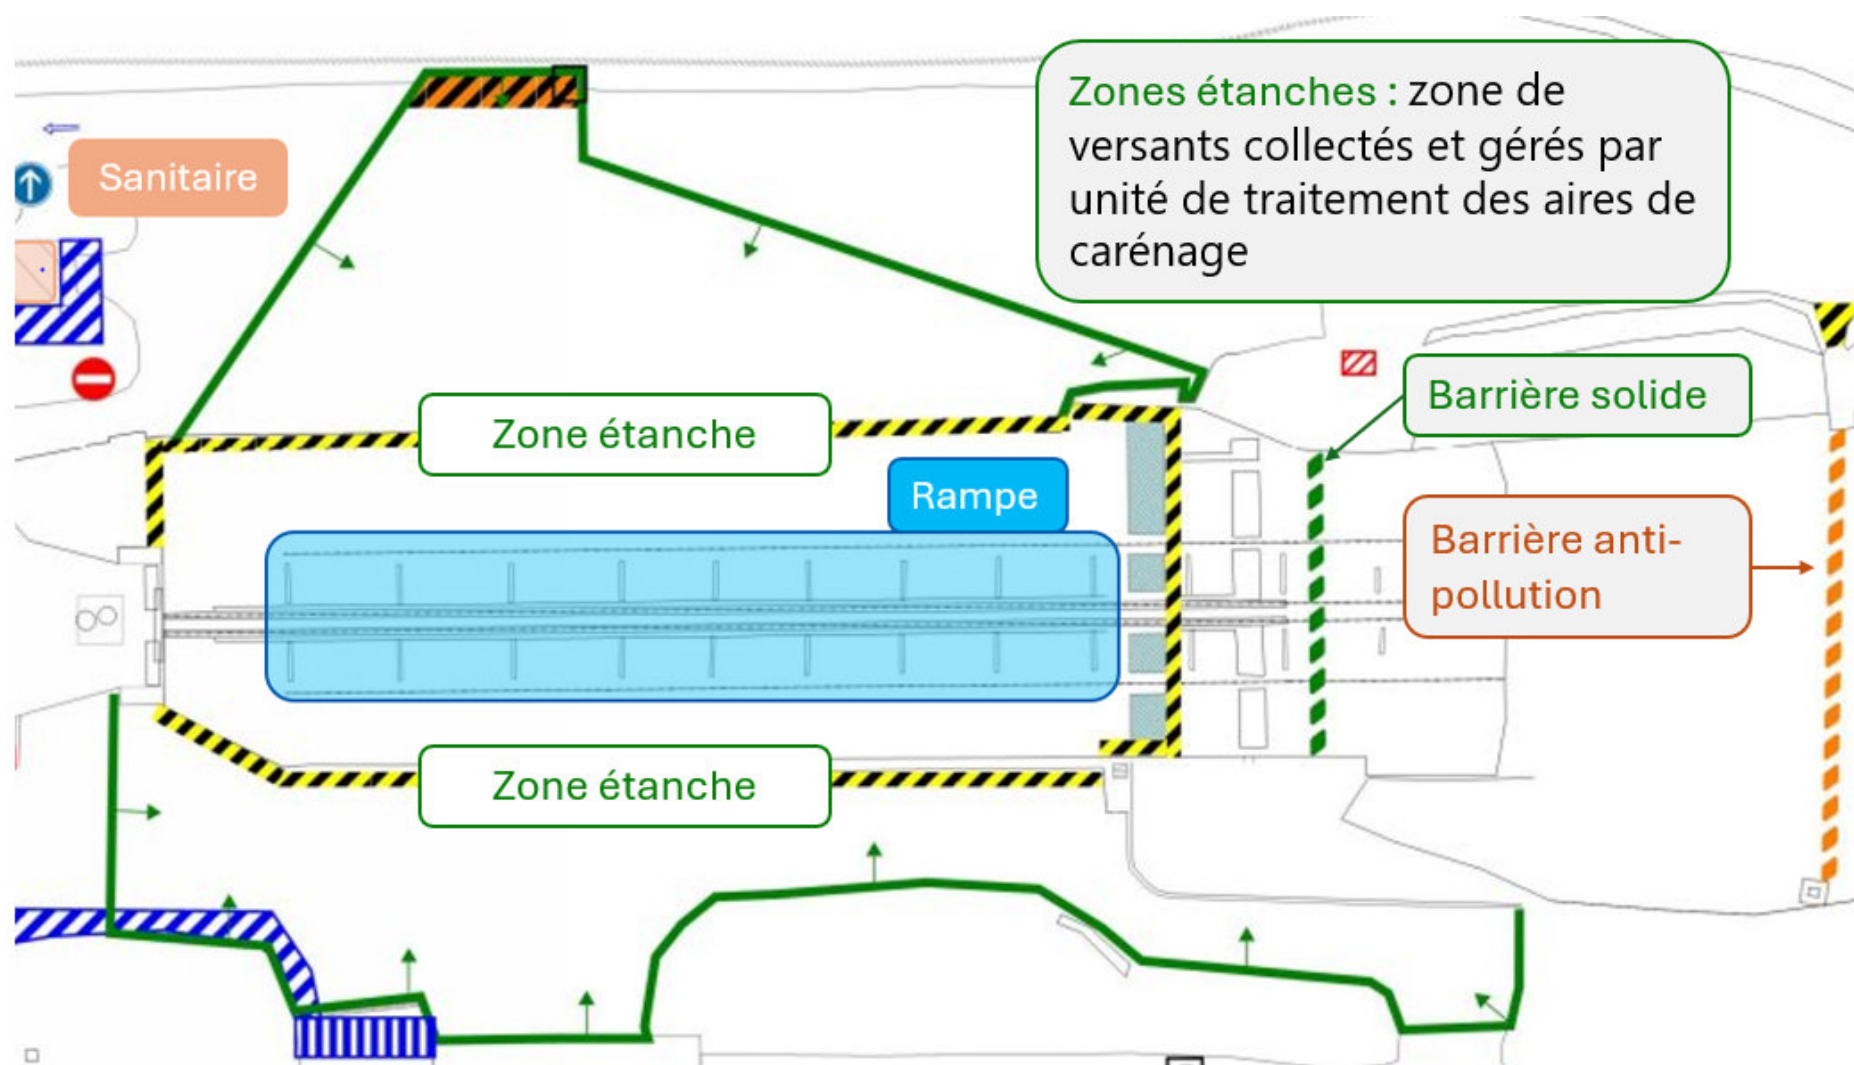 Zones étanches : zone de
versants collectés et gérés par
unité de traitement des aires de
carénage
Sanitaire
Barrière solide
Zone étanche
Rampe
Barrière anti-
pollution
Zone étanche